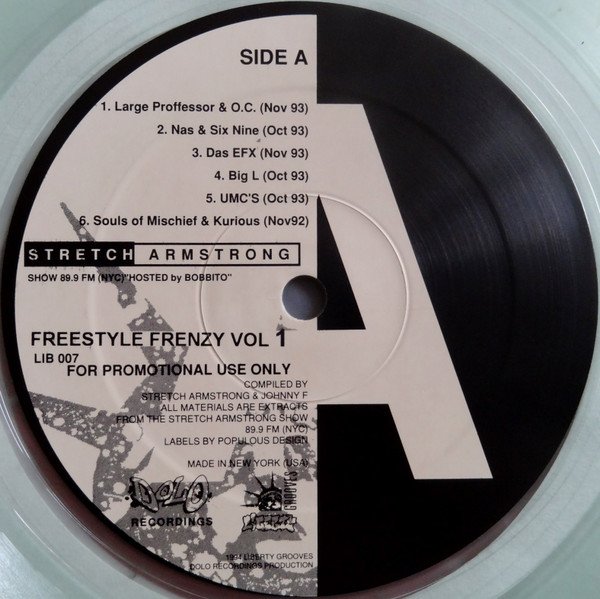 SIDE A
1. Large Proffessor & O.C. (Nov 93)
2. Nas & Six Nine (Oct 93)
3. Das EFX (Nov 93)
4. Big L (Oct 93)
5. UMC'S (Oct 93)
6. Souls of Mischief & Kurious (Nov92)
STRETCH ARMSTRONG
SHOW 89.9 FM (NYC)"HOSTED by BOBBITO"
FREESTYLE FRENZY VOL 1
LIB 007
FOR PROMOTIONAL USE ONLY
COMPILED BY
STRETCH ARMSTRONG & JOHNNY F
ALL MATERIALS ARE EXTRACTS
FROM THE STRETCH ARMSTRONG SHOW
89.9 FM (NYC)
LABELS BY POPULOUS DESIGN
MADE IN NEW YORK (USA)
DOLO
RECORDINGS
LIBERTY
GROOVES
1994 LIBERTY GROOVES
DOLO RECORDINGS PRODUCTION
A